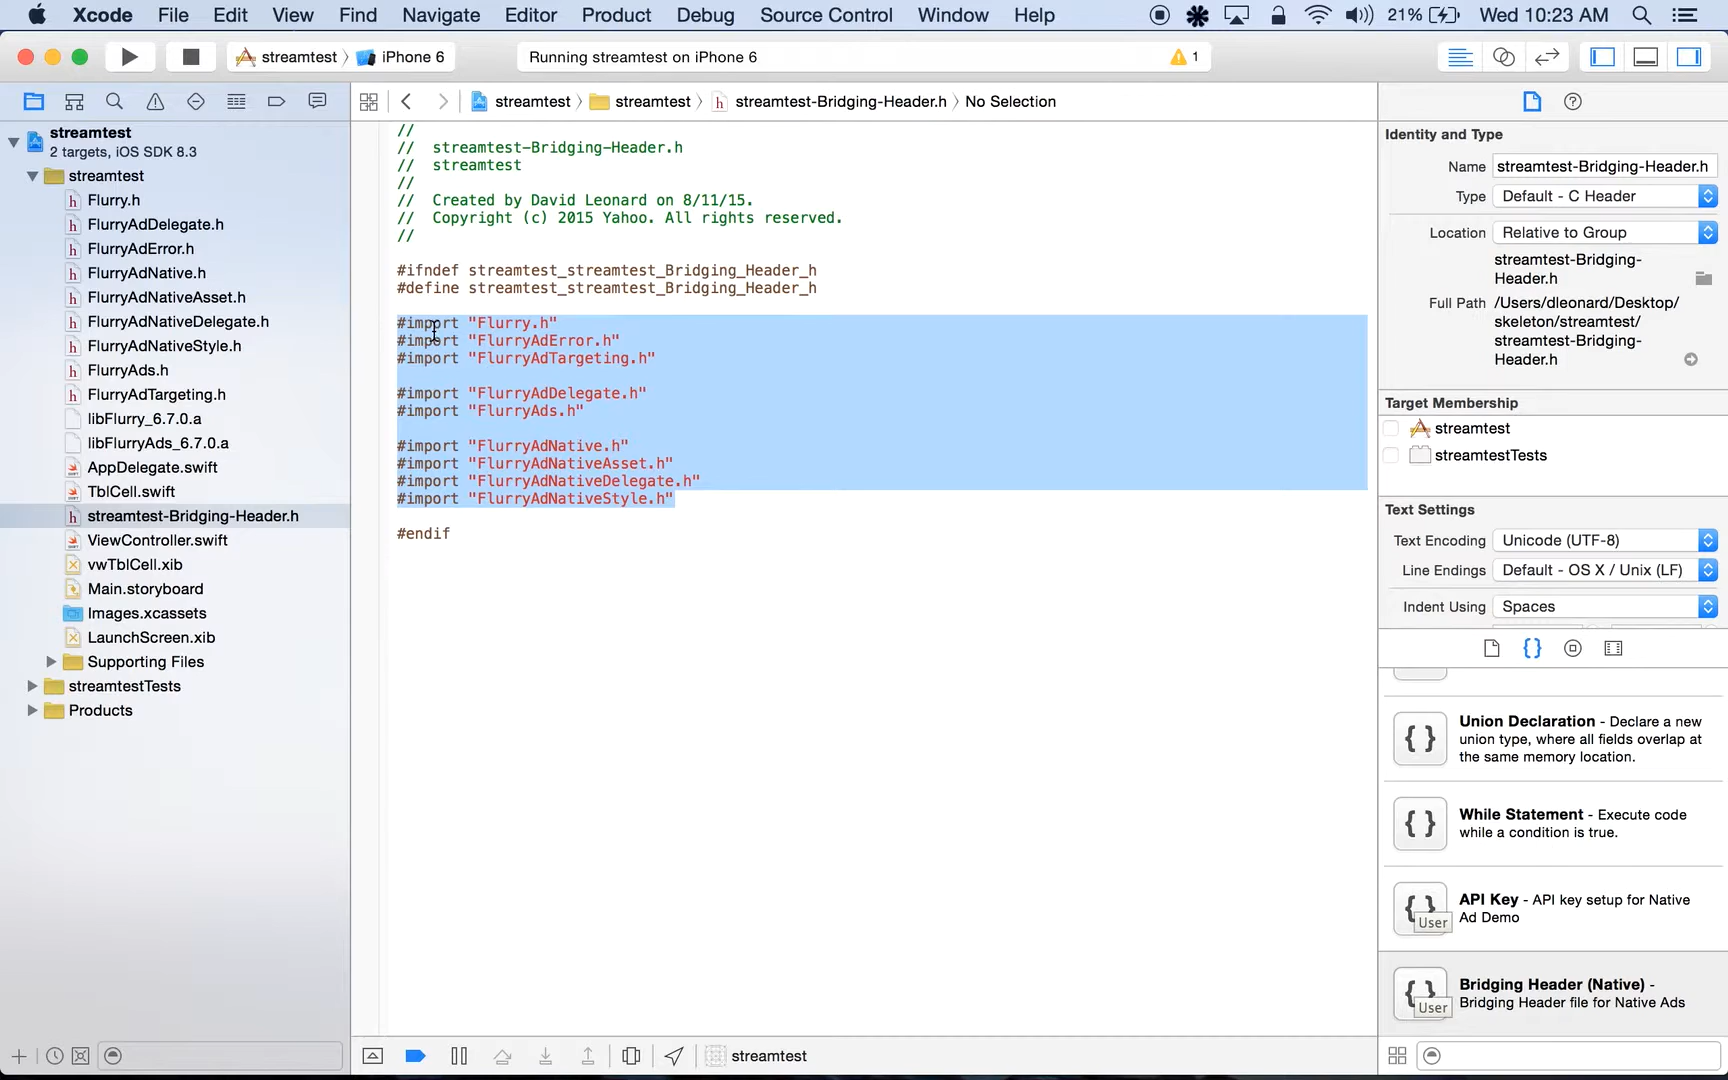 Xcode File Edit View Find Navigate Editor Product Debug Source Control Window Help 21% Wed 10:23 AM
streamtest iPhone 6 Running streamtest on iPhone 6 1
streamtest streamtest streamtest-Bridging-Header.h No Selection
streamtest
2 targets, iOS SDK 8.3
streamtest
Flurry.h
FlurryAdDelegate.h
FlurryAdError.h
FlurryAdNative.h
FlurryAdNativeAsset.h
FlurryAdNativeDelegate.h
FlurryAdNativeStyle.h
FlurryAds.h
FlurryAdTargeting.h
libFlurry_6.7.0.a
libFlurryAds_6.7.0.a
AppDelegate.swift
TblCell.swift
streamtest-Bridging-Header.h
ViewController.swift
vwTblCell.xib
Main.storyboard
Images.xcassets
LaunchScreen.xib
Supporting Files
streamtestTests
Products
//
//  streamtest-Bridging-Header.h
//  streamtest
//
//  Created by David Leonard on 8/11/15.
//  Copyright (c) 2015 Yahoo. All rights reserved.
//
#ifndef streamtest_streamtest_Bridging_Header_h
#define streamtest_streamtest_Bridging_Header_h
#import "Flurry.h"
#import "FlurryAdError.h"
#import "FlurryAdTargeting.h"
#import "FlurryAdDelegate.h"
#import "FlurryAds.h"
#import "FlurryAdNative.h"
#import "FlurryAdNativeAsset.h"
#import "FlurryAdNativeDelegate.h"
#import "FlurryAdNativeStyle.h"
#endif
streamtest
Identity and Type
Name streamtest-Bridging-Header.h
Type Default - C Header
Location Relative to Group
streamtest-Bridging-
Header.h
Full Path /Users/dleonard/Desktop/
skeleton/streamtest/
streamtest-Bridging-
Header.h
Target Membership
streamtest
streamtestTests
Text Settings
Text Encoding Unicode (UTF-8)
Line Endings Default - OS X / Unix (LF)
Indent Using Spaces
{ } Union Declaration - Declare a new
union type, where all fields overlap at
the same memory location.
{ } While Statement - Execute code
while a condition is true.
{ } User API Key - API key setup for Native
Ad Demo
{ } User Bridging Header (Native) -
Bridging Header file for Native Ads